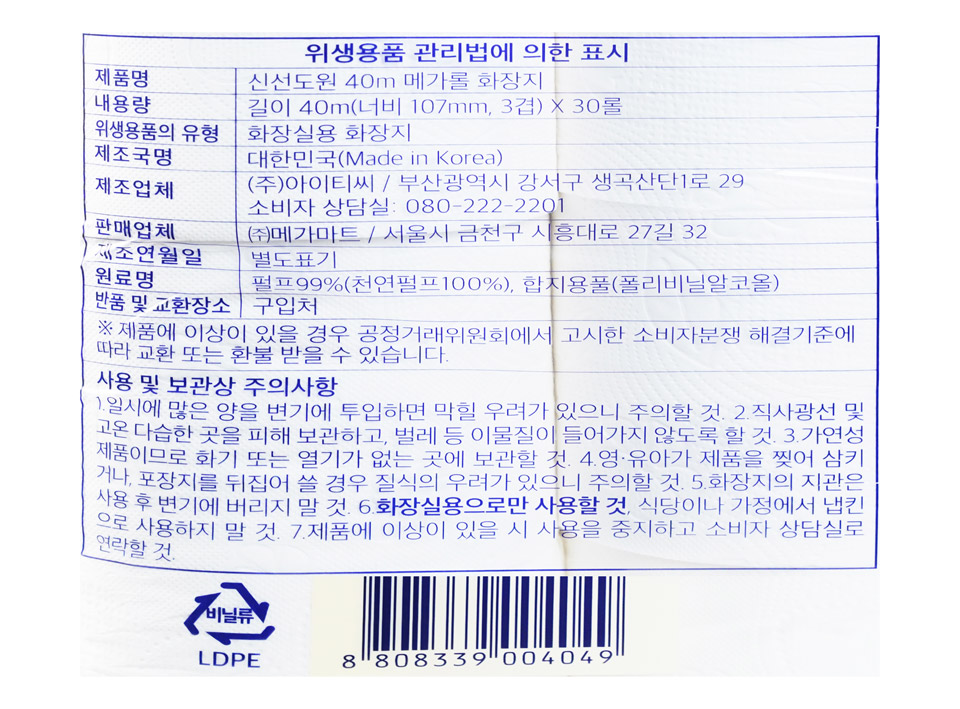 위생용품 관리법에 의한 표시
제품명 신선도원 40m 메가롤 화장지
내용량 길이 40m(너비 107mm, 3겹) X 30롤
위생용품의 유형 화장실용 화장지
제조국명 대한민국(Made in Korea)
제조업체 (주)아이티씨 / 부산광역시 강서구 생곡산단1로 29
소비자 상담실: 080-222-2201
판매업체 ㈜메가마트 / 서울시 금천구 시흥대로 27길 32
제조연월일 별도표기
원료명 펄프99%(천연펄프100%), 합지용풀(폴리비닐알코올)
반품 및 교환장소 구입처
※ 제품에 이상이 있을 경우 공정거래위원회에서 고시한 소비자분쟁 해결기준에
따라 교환 또는 환불 받을 수 있습니다.
사용 및 보관상 주의사항
1.일시에 많은 양을 변기에 투입하면 막힐 우려가 있으니 주의할 것. 2.직사광선 및
고온 다습한 곳을 피해 보관하고, 벌레 등 이물질이 들어가지 않도록 할 것. 3.가연성
제품이므로 화기 또는 열기가 없는 곳에 보관할 것. 4.영·유아가 제품을 찢어 삼키
거나, 포장지를 뒤집어 쓸 경우 질식의 우려가 있으니 주의할 것. 5.화장지의 지관은
사용 후 변기에 버리지 말 것. 6.화장실용으로만 사용할 것, 식당이나 가정에서 냅킨
으로 사용하지 말 것. 7.제품에 이상이 있을 시 사용을 중지하고 소비자 상담실로
연락할 것.
비닐류
LDPE
8 808339 004049